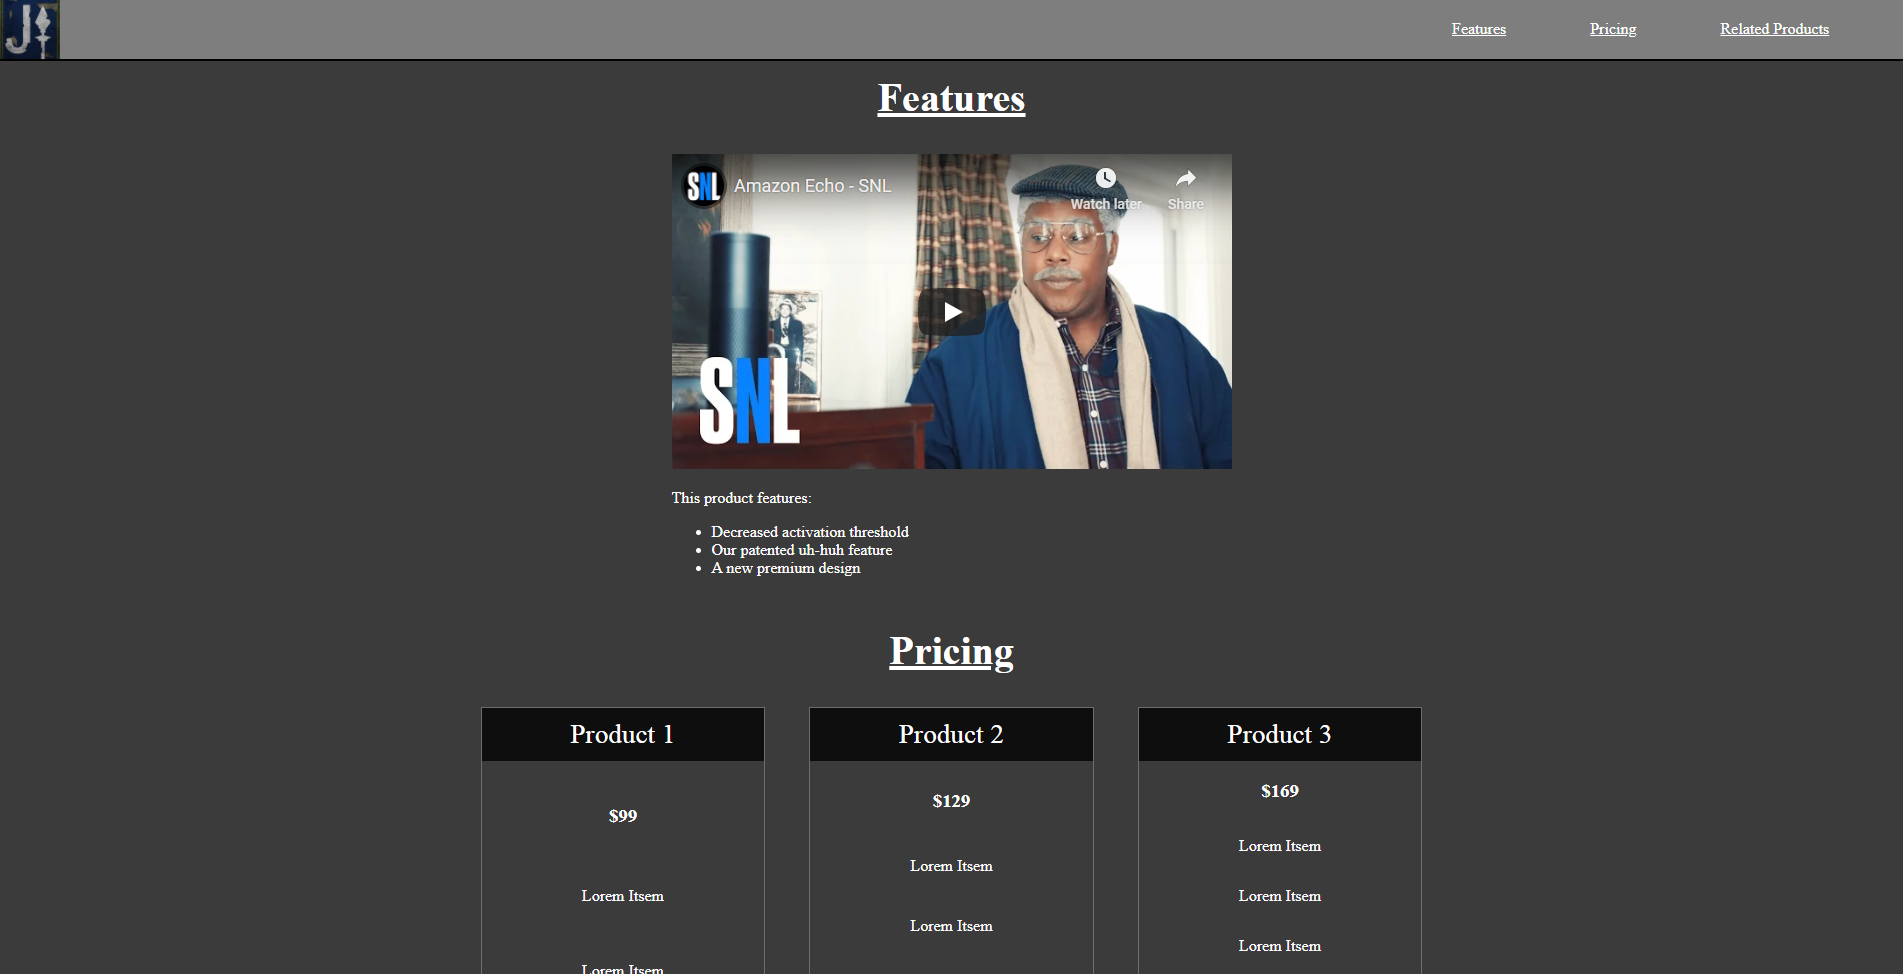 J
Features
Pricing
Related Products
Features
SNL
Amazon Echo - SNL
Watch later
Share
SNL
This product features:
Decreased activation threshold
Our patented uh-huh feature
A new premium design
Pricing
Product 1
Product 2
Product 3
$99
$129
$169
Lorem Itsem
Lorem Itsem
Lorem Itsem
Lorem Itsem
Lorem Itsem
Lorem Itsem
Lorem Itsem